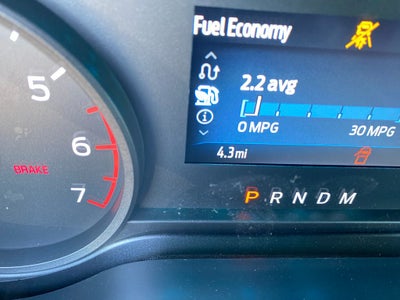 Fuel Economy
5
2.2 avg
0 MPG 30 MPG
6
BRAKE
4.3 mi
7
P R N D M